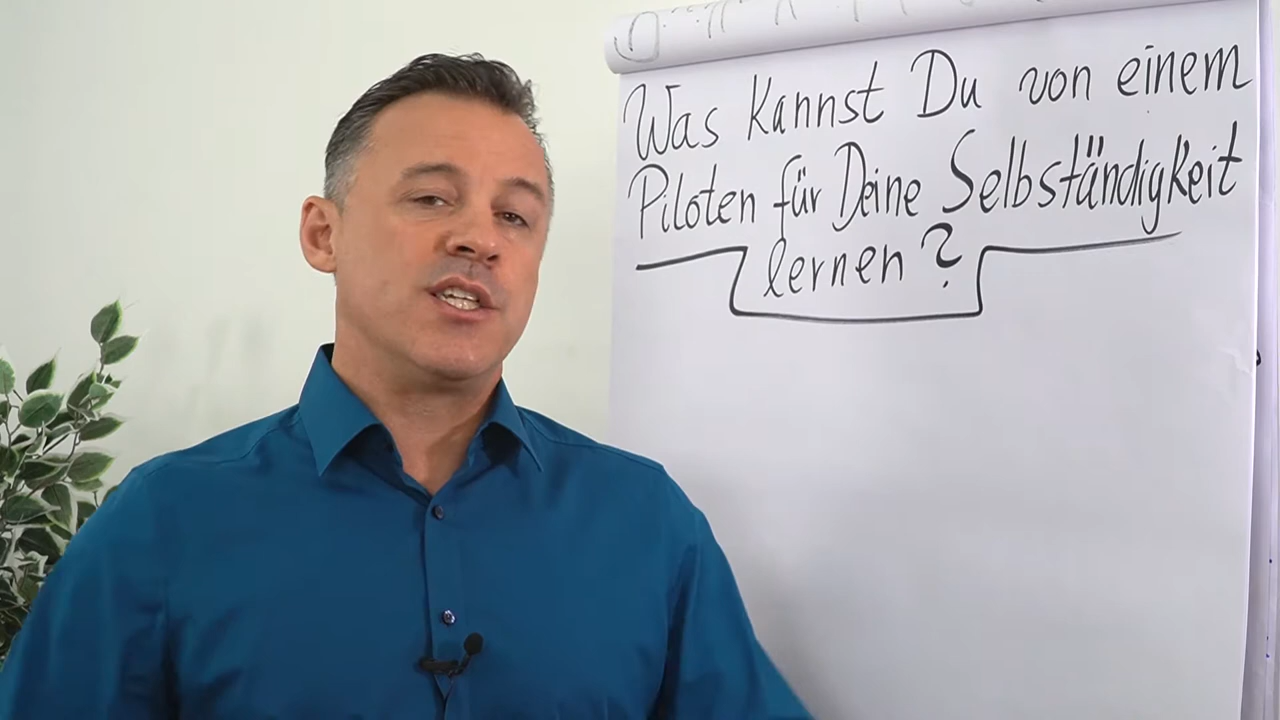 Was kannst Du von einem
Piloten für Deine Selbständigkeit
lernen?